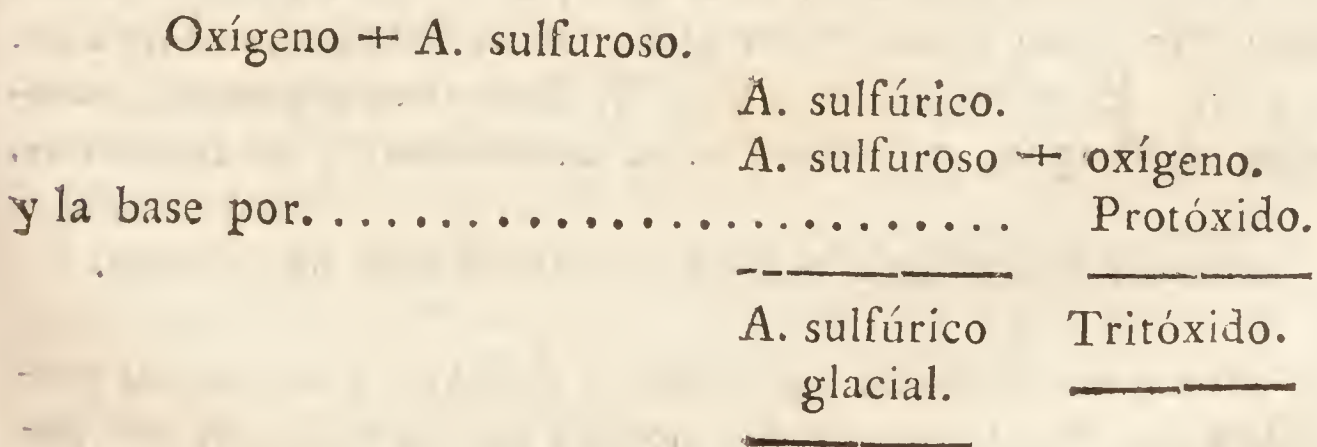 Oxígeno + A. sulfuroso.
A. sulfúrico.
A. sulfuroso + oxígeno.
y la base por. . . . . . . . . . . . . . . . . . . . . . . . . . . . Protóxido.
A. sulfúrico Tritóxido.
glacial.